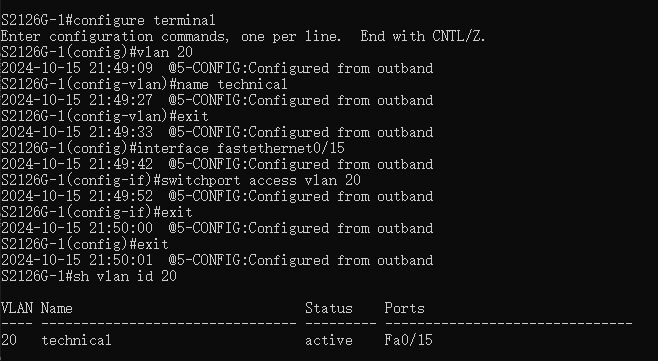 S2126G-1#configure terminal
Enter configuration commands, one per line.  End with CNTL/Z.
S2126G-1(config)#vlan 20
2024-10-15 21:49:09  @5-CONFIG:Configured from outband
S2126G-1(config-vlan)#name technical
2024-10-15 21:49:27  @5-CONFIG:Configured from outband
S2126G-1(config-vlan)#exit
2024-10-15 21:49:33  @5-CONFIG:Configured from outband
S2126G-1(config)#interface fastethernet0/15
2024-10-15 21:49:42  @5-CONFIG:Configured from outband
S2126G-1(config-if)#switchport access vlan 20
2024-10-15 21:49:52  @5-CONFIG:Configured from outband
S2126G-1(config-if)#exit
2024-10-15 21:50:00  @5-CONFIG:Configured from outband
S2126G-1(config)#exit
2024-10-15 21:50:01  @5-CONFIG:Configured from outband
S2126G-1#sh vlan id 20
VLAN Name                             Status    Ports
---- -------------------------------- --------- -------------------------------
20   technical                        active    Fa0/15